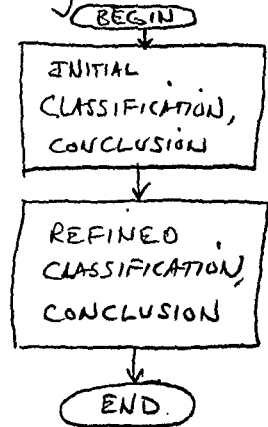 BEGIN
INITIAL
CLASSIFICATION,
CONCLUSION
REFINED
CLASSIFICATION,
CONCLUSION
END.